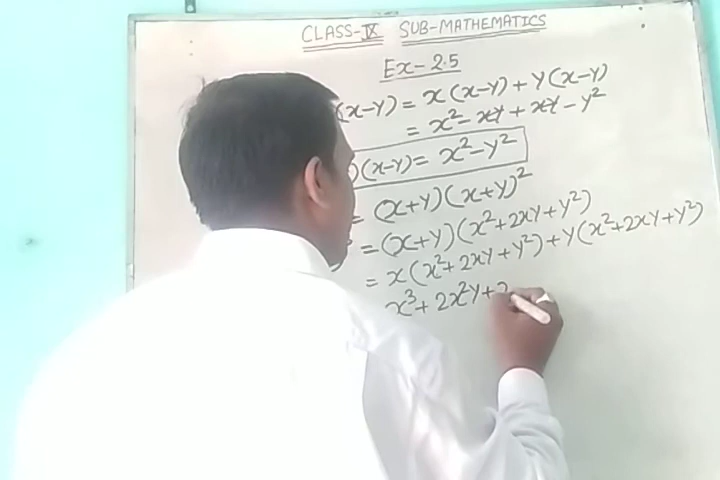 CLASS-IX SUB-MATHEMATICS
Ex-2.5
(x-y) = x(x-y) + y(x-y)
= x² - xy + xy - y²
)(x-y) = x² - y²
= (x+y)(x+y)²
= (x+y)(x²+2xy+y²)
= x(x²+2xy+y²)+y(x²+2xy+y²)
x³ + 2x²y +